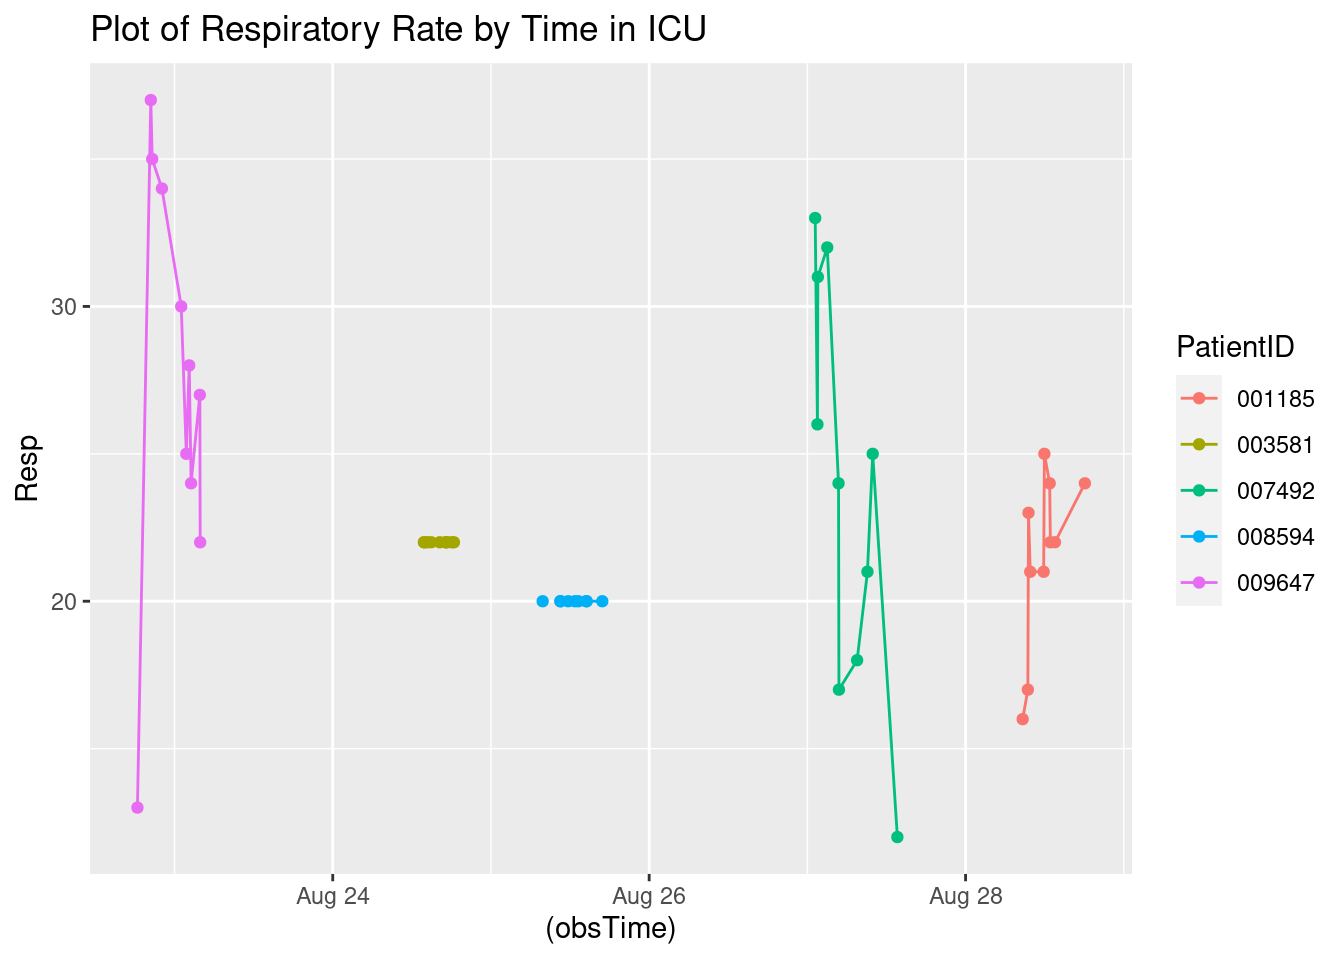 Plot of Respiratory Rate by Time in ICU
Resp
30
20
Aug 24
Aug 26
Aug 28
(obsTime)
PatientID
001185
003581
007492
008594
009647